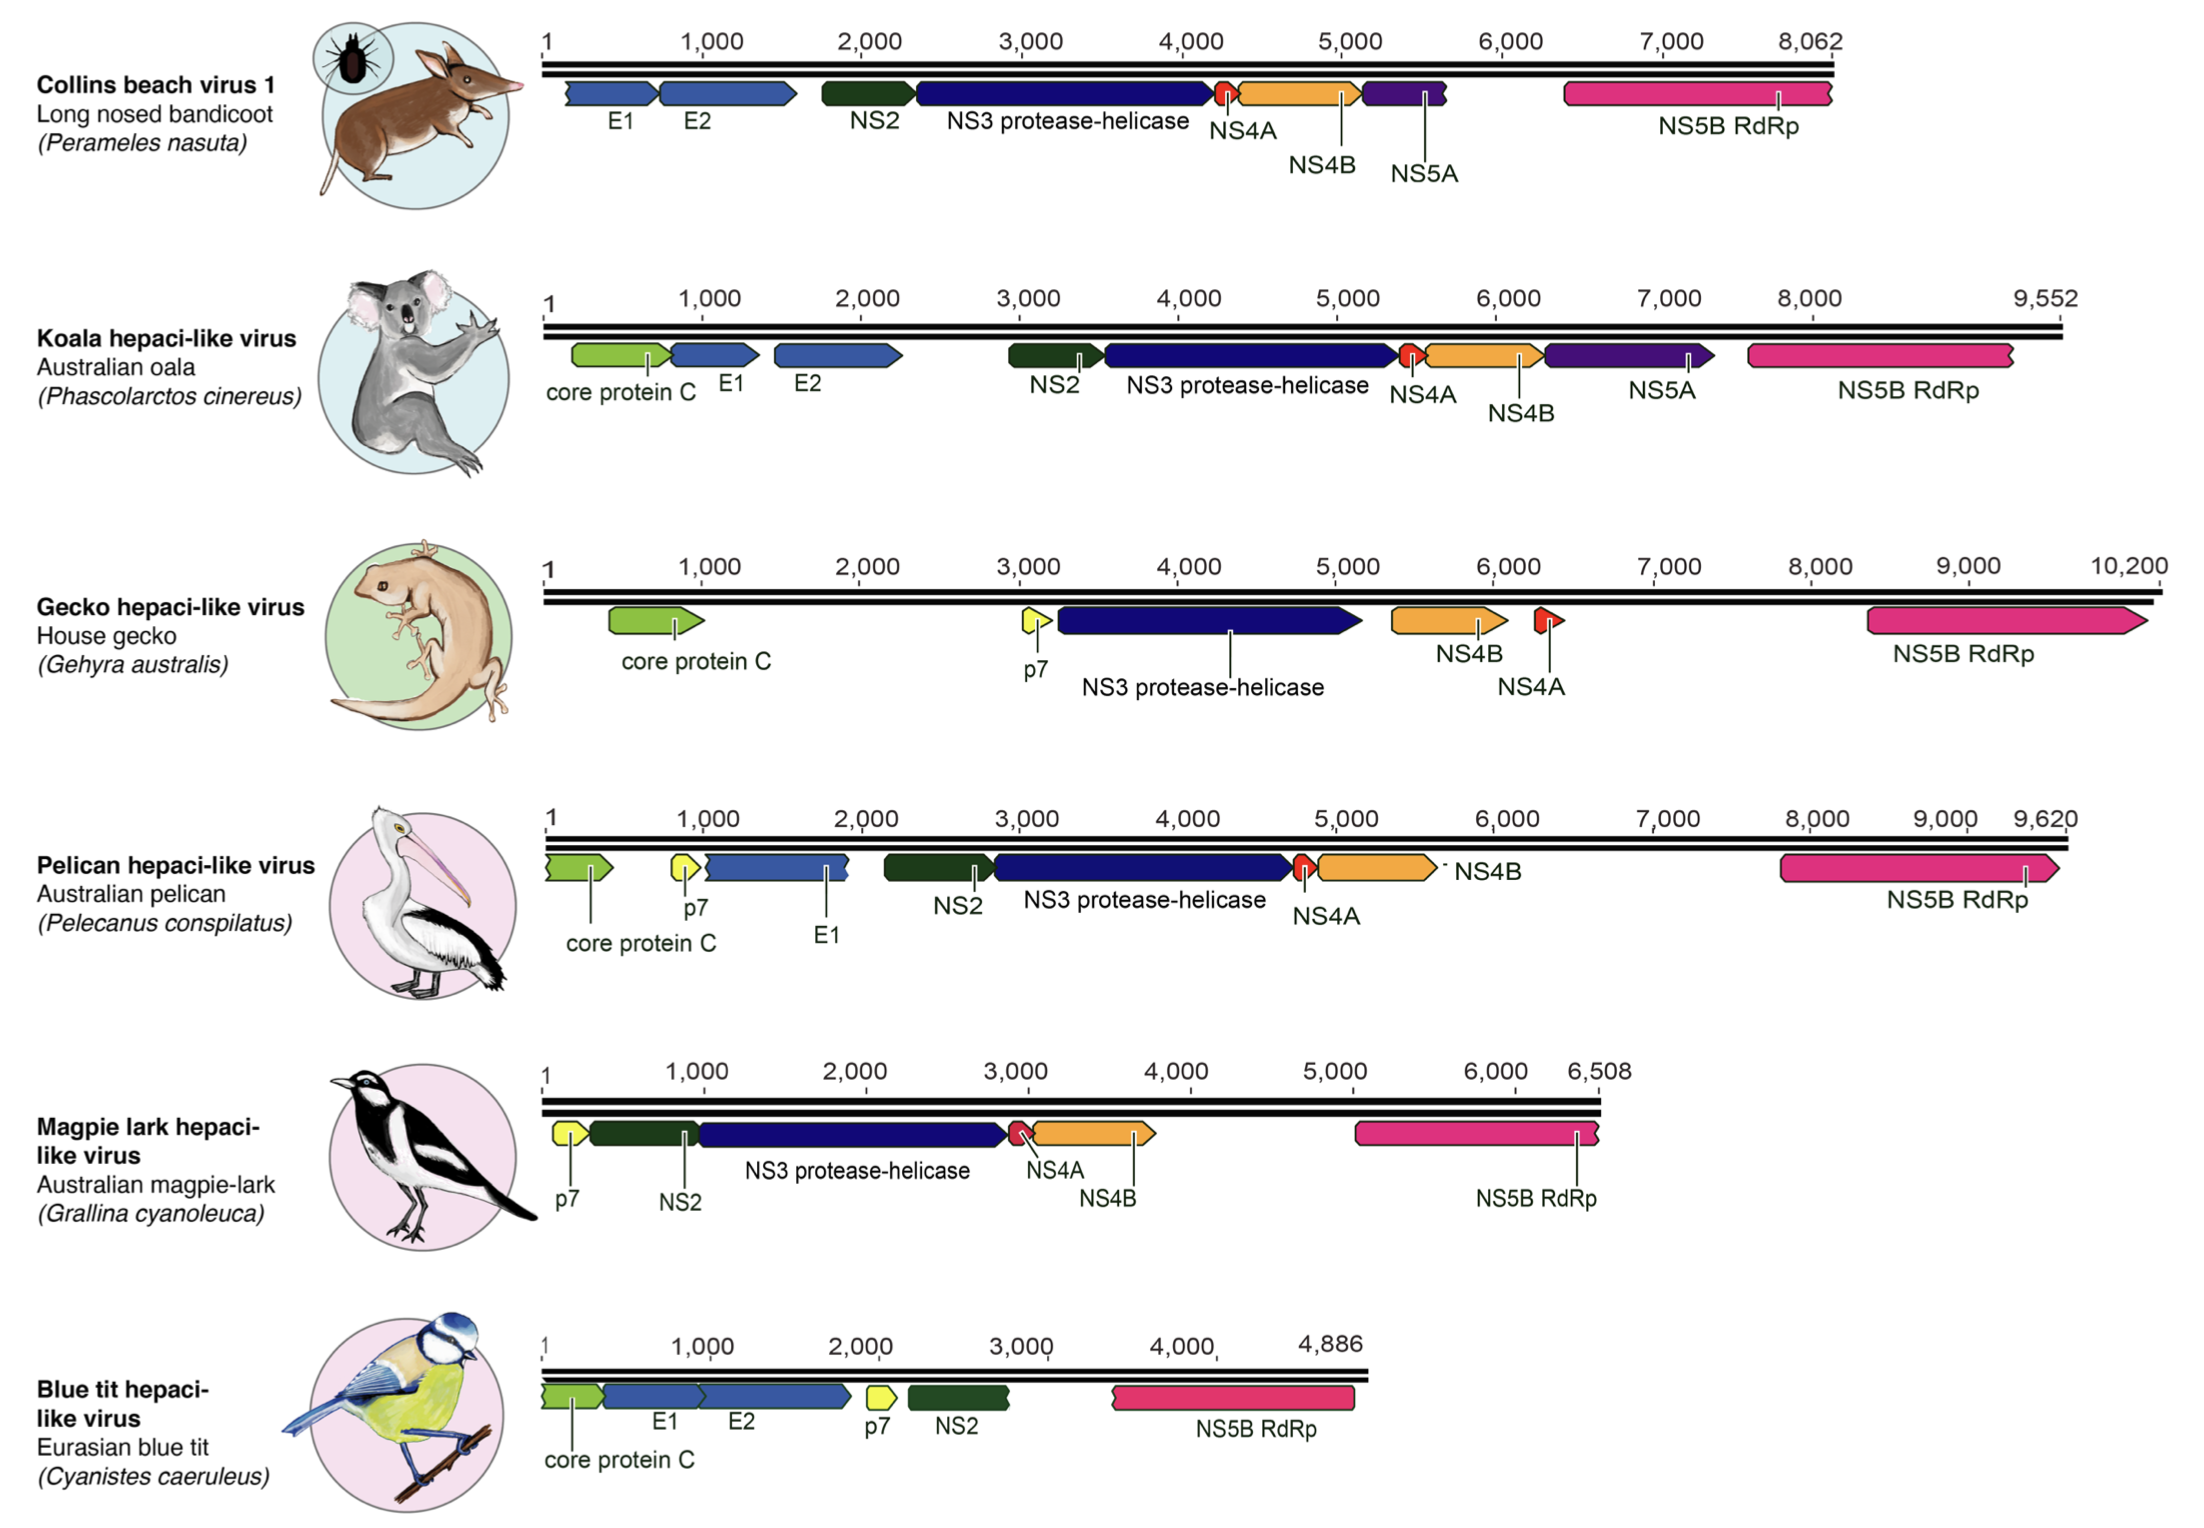 1 1,000 2,000 3,000 4,000 5,000 6,000 7,000 8,062
Collins beach virus 1
Long nosed bandicoot
(Perameles nasuta)
E1 E2 NS2 NS3 protease-helicase NS4A NS5B RdRp
NS4B NS5A
1 1,000 2,000 3,000 4,000 5,000 6,000 7,000 8,000 9,552
Koala hepaci-like virus
Australian oala
(Phascolarctos cinereus)
core protein C E1 E2 NS2 NS3 protease-helicase NS4A NS4B NS5A NS5B RdRp
1 1,000 2,000 3,000 4,000 5,000 6,000 7,000 8,000 9,000 10,200
Gecko hepaci-like virus
House gecko
(Gehyra australis)
core protein C p7 NS4B NS5B RdRp
NS3 protease-helicase NS4A
1 1,000 2,000 3,000 4,000 5,000 6,000 7,000 8,000 9,000 9,620
Pelican hepaci-like virus
Australian pelican
(Pelecanus conspilatus)
NS4B
p7 NS2 NS3 protease-helicase NS4A NS5B RdRp
core protein C E1
1 1,000 2,000 3,000 4,000 5,000 6,000 6,508
Magpie lark hepaci-
like virus
Australian magpie-lark
(Grallina cyanoleuca)
NS3 protease-helicase NS4A
p7 NS2 NS4B NS5B RdRp
1 1,000 2,000 3,000 4,000 4,886
Blue tit hepaci-
like virus
Eurasian blue tit
(Cyanistes caeruleus)
E1 E2 p7 NS2 NS5B RdRp
core protein C